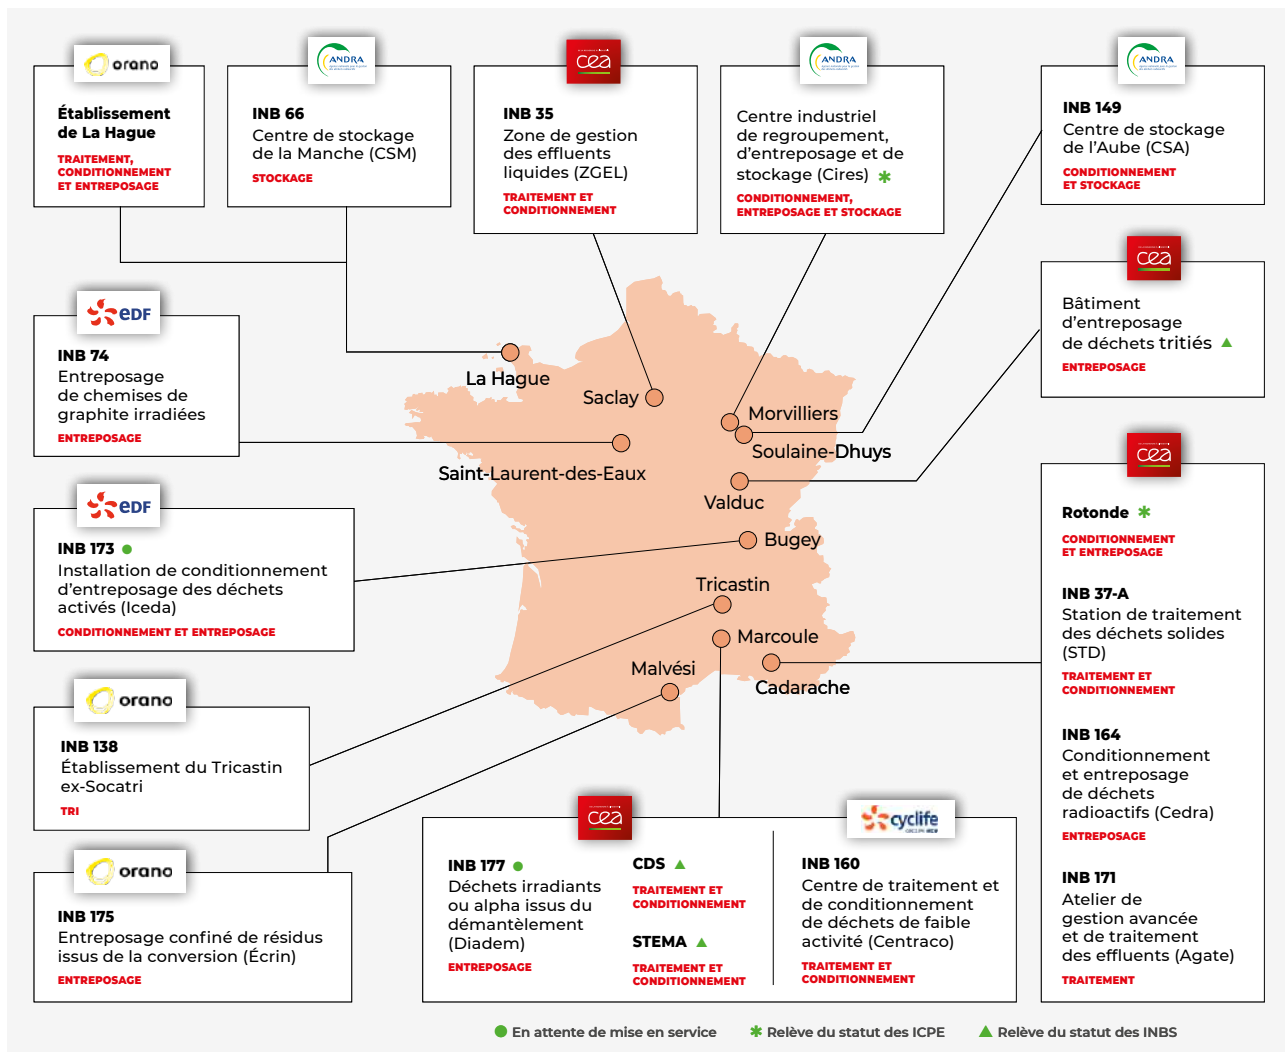 orano
Établissement
de La Hague
TRAITEMENT,
CONDITIONNEMENT
ET ENTREPOSAGE
ANDRA
INB 66
Centre de stockage
de la Manche (CSM)
STOCKAGE
cea
INB 35
Zone de gestion
des effluents
liquides (ZGEL)
TRAITEMENT ET
CONDITIONNEMENT
ANDRA
Centre industriel
de regroupement,
d'entreposage et de
stockage (Cires) ✱
CONDITIONNEMENT,
ENTREPOSAGE ET STOCKAGE
ANDRA
INB 149
Centre de stockage
de l'Aube (CSA)
CONDITIONNEMENT
ET STOCKAGE
cea
Bâtiment
d'entreposage
de déchets tritiés ▲
ENTREPOSAGE
eDF
INB 74
Entreposage
de chemises de
graphite irradiées
ENTREPOSAGE
eDF
INB 173 ●
Installation de conditionnement
d'entreposage des déchets
activés (Iceda)
CONDITIONNEMENT ET ENTREPOSAGE
orano
INB 138
Établissement du Tricastin
ex-Socatri
TRI
orano
INB 175
Entreposage confiné de résidus
issus de la conversion (Écrin)
ENTREPOSAGE
La Hague
Saclay
Morvilliers
Soulaine-Dhuys
Saint-Laurent-des-Eaux
Valduc
Bugey
Tricastin
Marcoule
Malvési
Cadarache
cea
Rotonde ✱
CONDITIONNEMENT
ET ENTREPOSAGE
INB 37-A
Station de traitement
des déchets solides
(STD)
TRAITEMENT ET
CONDITIONNEMENT
INB 164
Conditionnement
et entreposage
de déchets
radioactifs (Cedra)
ENTREPOSAGE
INB 171
Atelier de
gestion avancée
et de traitement
des effluents (Agate)
TRAITEMENT
cea
INB 177 ●
Déchets irradiants
ou alpha issus du
démantèlement
(Diadem)
ENTREPOSAGE
CDS ▲
TRAITEMENT ET
CONDITIONNEMENT
STEMA ▲
TRAITEMENT ET
CONDITIONNEMENT
cyclife
INB 160
Centre de traitement et
de conditionnement
de déchets de faible
activité (Centraco)
TRAITEMENT ET
CONDITIONNEMENT
● En attente de mise en service ✱ Relève du statut des ICPE ▲ Relève du statut des INBS